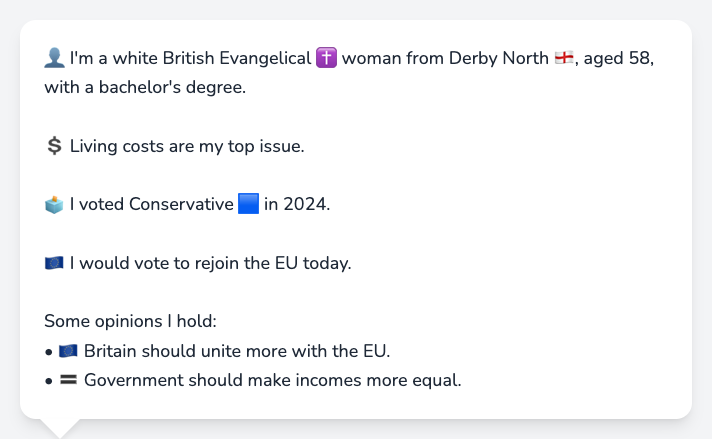 👤 I'm a white British Evangelical ✝️ woman from Derby North 🏴󠁧󠁢󠁥󠁮󠁧󠁿, aged 58,
with a bachelor's degree.
💲 Living costs are my top issue.
🗳️ I voted Conservative 🟦 in 2024.
🇪🇺 I would vote to rejoin the EU today.
Some opinions I hold:
• 🇪🇺 Britain should unite more with the EU.
• 🟰 Government should make incomes more equal.